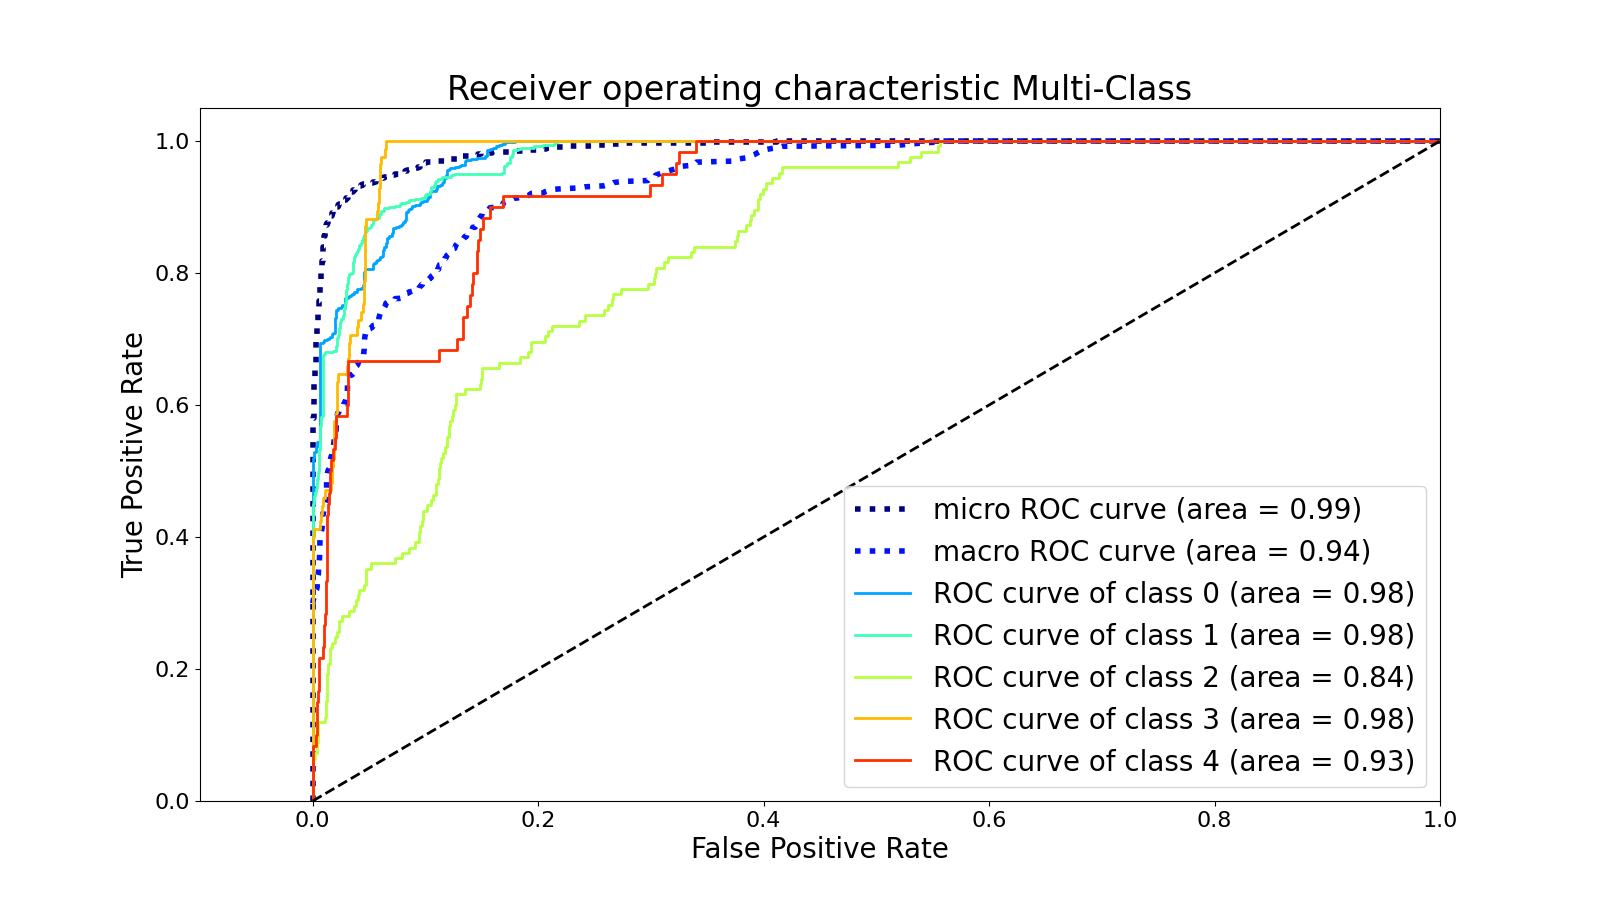 Receiver operating characteristic Multi-Class
True Positive Rate
1.0
0.8
0.6
0.4
0.2
0.0
0.0 0.2 0.4 0.6 0.8 1.0
False Positive Rate
micro ROC curve (area = 0.99)
macro ROC curve (area = 0.94)
ROC curve of class 0 (area = 0.98)
ROC curve of class 1 (area = 0.98)
ROC curve of class 2 (area = 0.84)
ROC curve of class 3 (area = 0.98)
ROC curve of class 4 (area = 0.93)